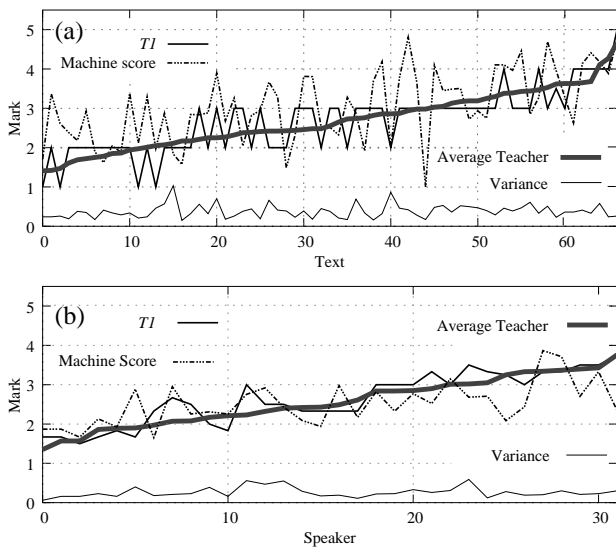 (a)
T1
Machine score
Average Teacher
Variance
Mark
5
4
3
2
1
0
0 10 20 30 40 50 60
Text
(b)
T1
Machine Score
Average Teacher
Variance
Mark
5
4
3
2
1
0
0 10 20 30
Speaker